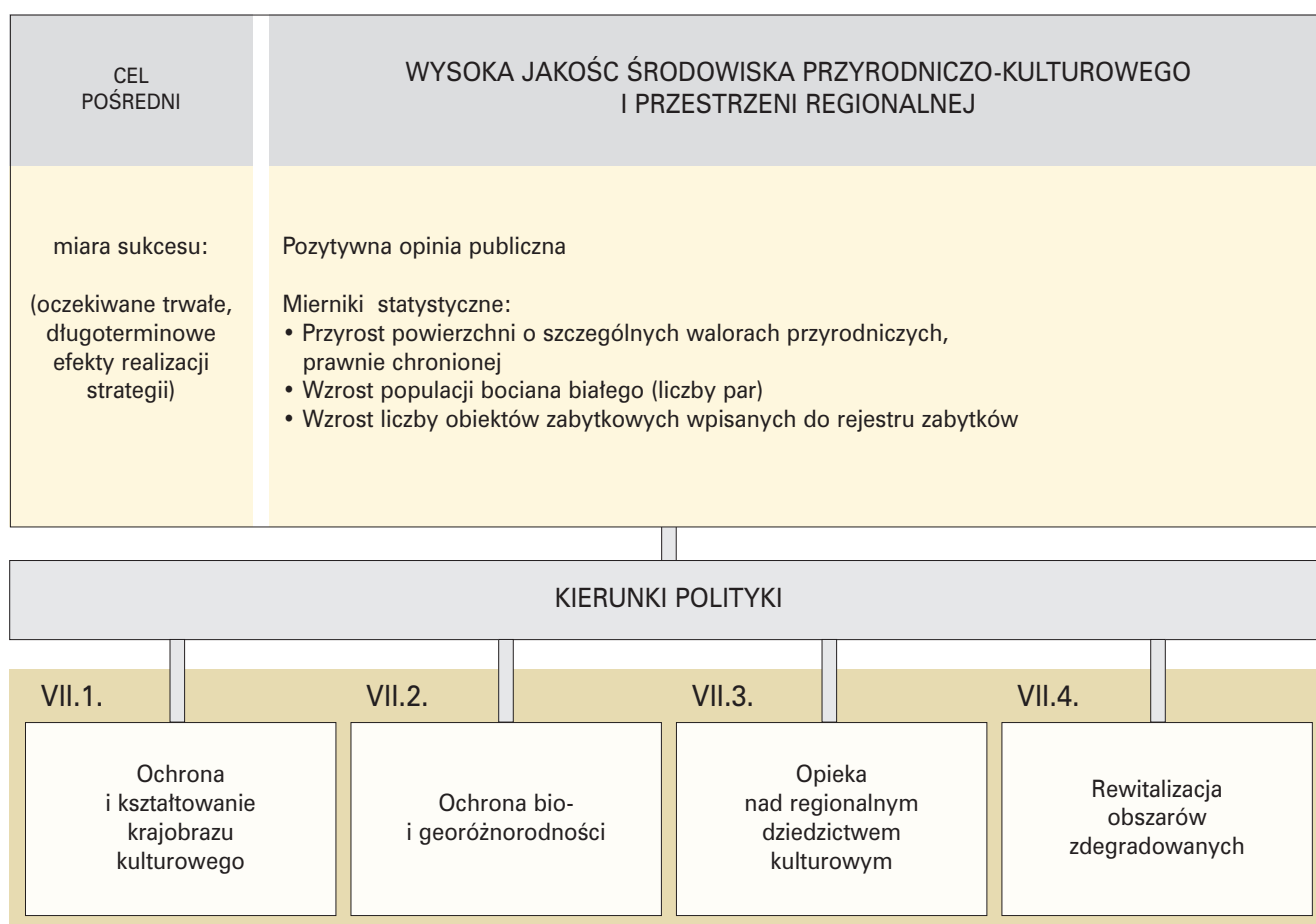 CEL
POŚREDNI
WYSOKA JAKOŚC ŚRODOWISKA PRZYRODNICZO-KULTUROWEGO
I PRZESTRZENI REGIONALNEJ
miara sukcesu:
(oczekiwane trwałe,
długoterminowe
efekty realizacji
strategii)
Pozytywna opinia publiczna
Mierniki statystyczne:
• Przyrost powierzchni o szczególnych walorach przyrodniczych,
prawnie chronionej
• Wzrost populacji bociana białego (liczby par)
• Wzrost liczby obiektów zabytkowych wpisanych do rejestru zabytków
KIERUNKI POLITYKI
VII.1.
Ochrona
i kształtowanie
krajobrazu
kulturowego
VII.2.
Ochrona bio-
i georóżnorodności
VII.3.
Opieka
nad regionalnym
dziedzictwem
kulturowym
VII.4.
Rewitalizacja
obszarów
zdegradowanych